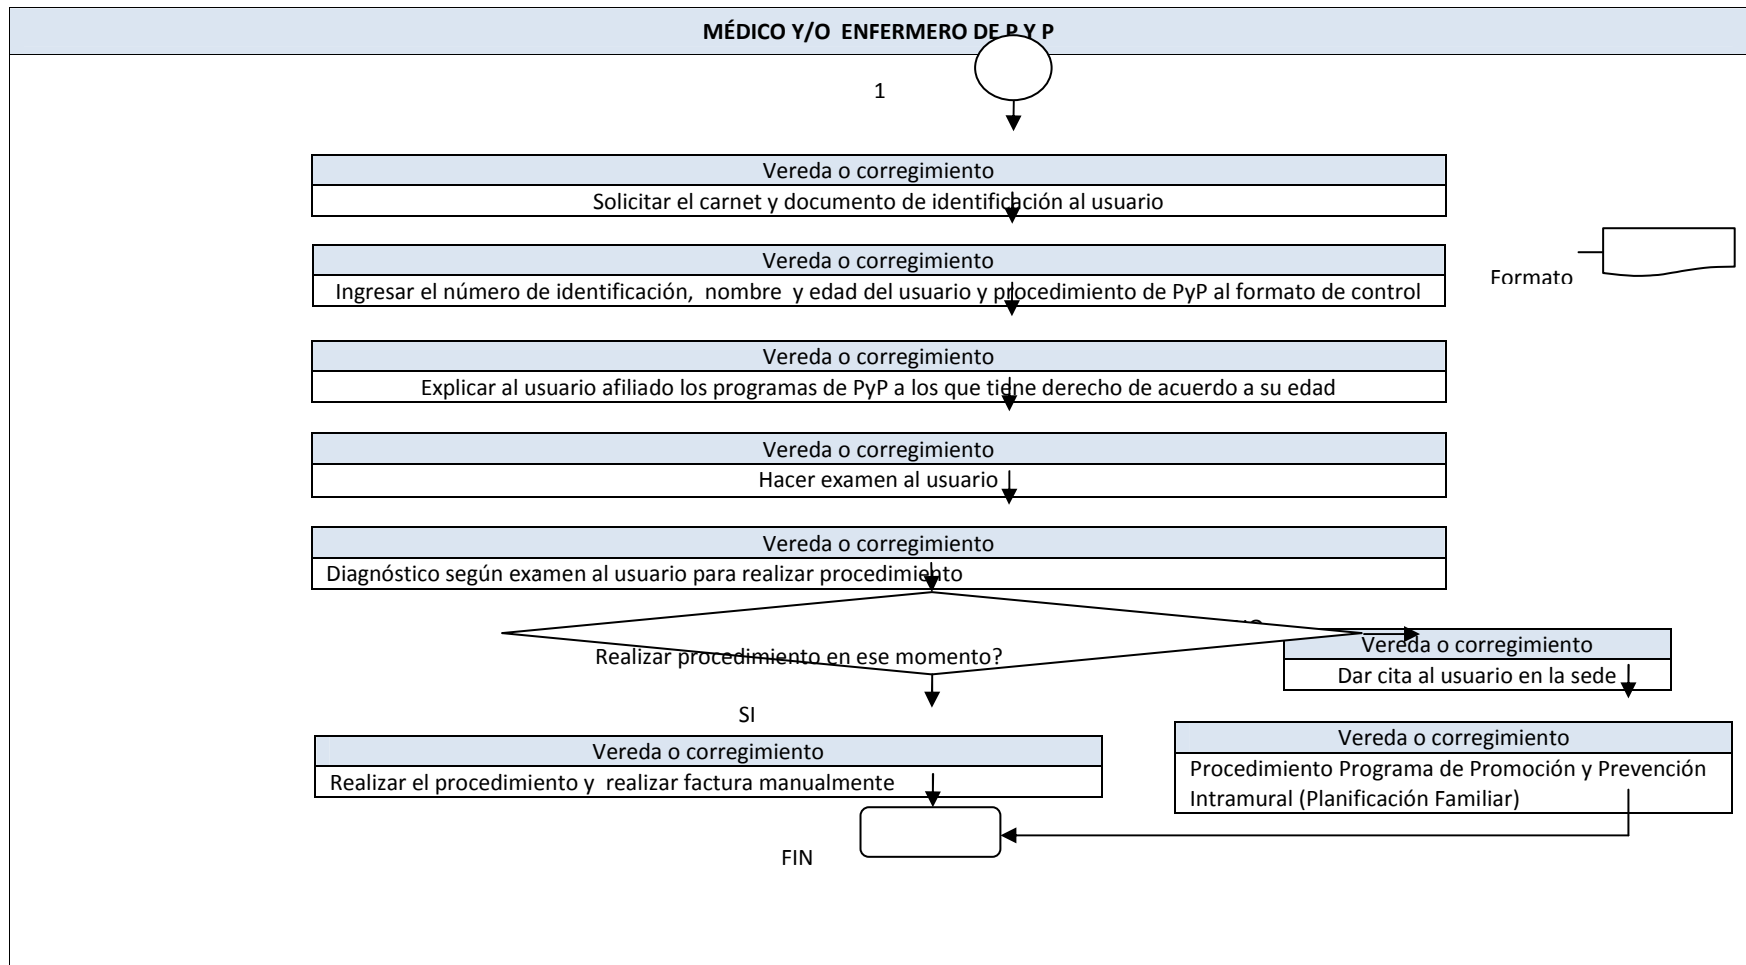 MÉDICO Y/O ENFERMERO DE P Y P
1
Vereda o corregimiento
Solicitar el carnet y documento de identificación al usuario
Vereda o corregimiento
Ingresar el número de identificación, nombre y edad del usuario y procedimiento de PyP al formato de control
Formato
Vereda o corregimiento
Explicar al usuario afiliado los programas de PyP a los que tiene derecho de acuerdo a su edad
Vereda o corregimiento
Hacer examen al usuario
Vereda o corregimiento
Diagnóstico según examen al usuario para realizar procedimiento
Realizar procedimiento en ese momento?
Vereda o corregimiento
Dar cita al usuario en la sede
SI
Vereda o corregimiento
Realizar el procedimiento y realizar factura manualmente
Vereda o corregimiento
Procedimiento Programa de Promoción y Prevención
Intramural (Planificación Familiar)
FIN